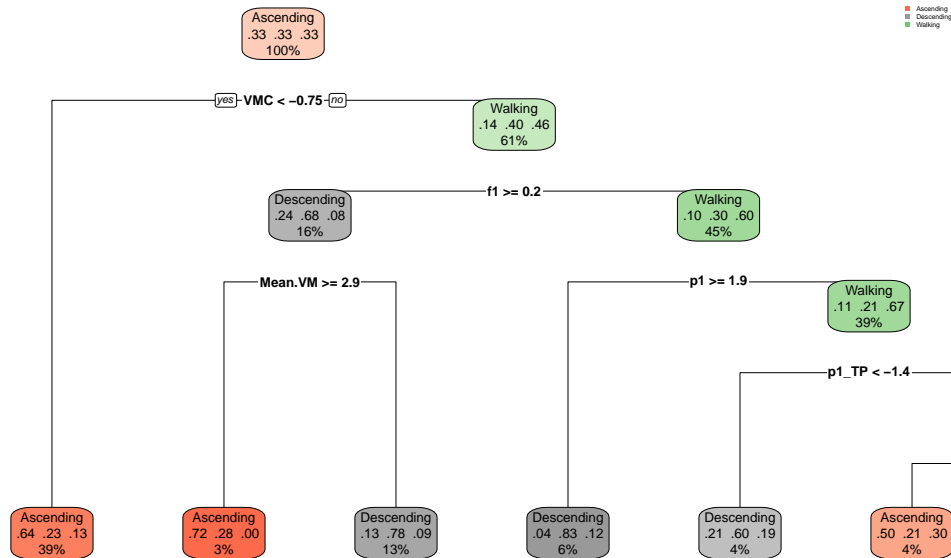 Ascending
.33 .33 .33
100%
Ascending
Descending
Walking
yes VMC < −0.75 no
Walking
.14 .40 .46
61%
f1 >= 0.2
Descending
.24 .68 .08
16%
Walking
.10 .30 .60
45%
Mean.VM >= 2.9
p1 >= 1.9
Walking
.11 .21 .67
39%
p1_TP < −1.4
Ascending
.64 .23 .13
39%
Ascending
.72 .28 .00
3%
Descending
.13 .78 .09
13%
Descending
.04 .83 .12
6%
Descending
.21 .60 .19
4%
Ascending
.50 .21 .30
4%